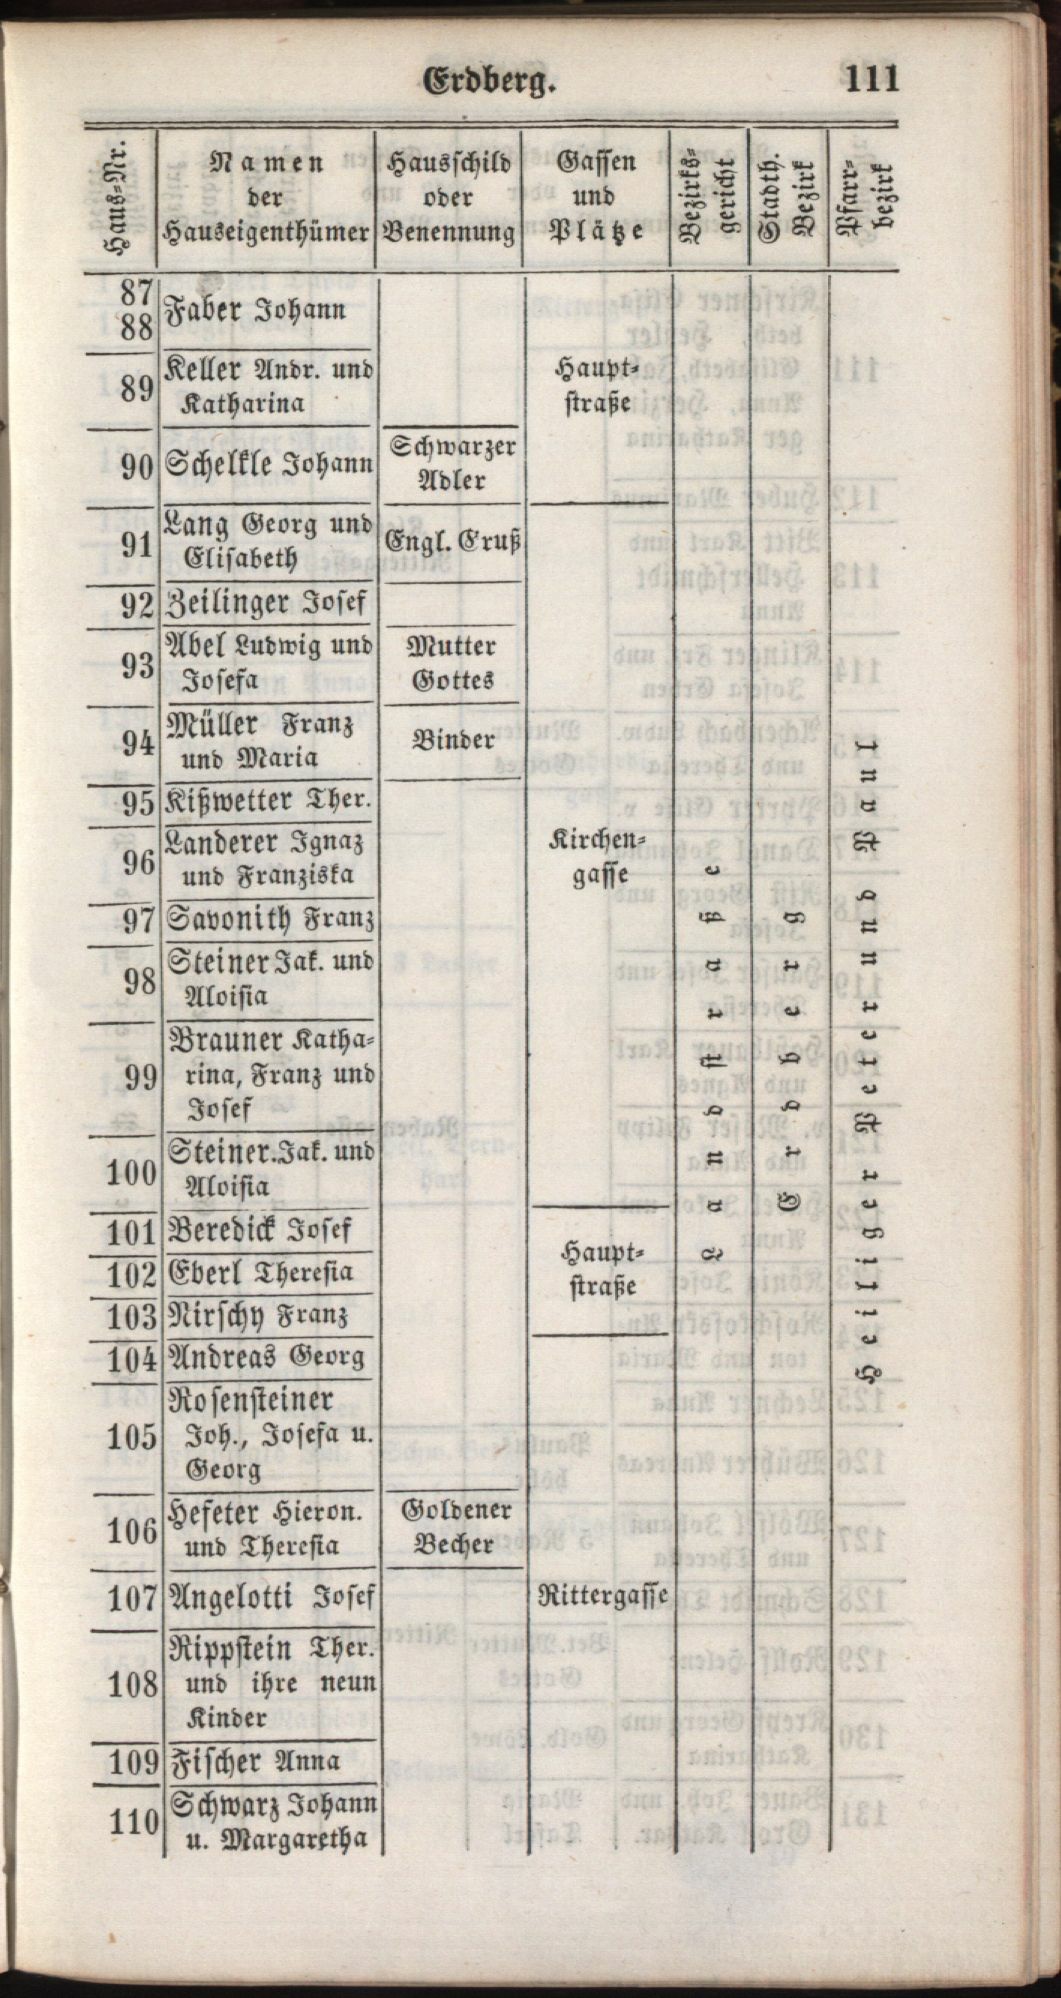 Erdberg.
111
Haus-Nr.
Namen
der
Hauseigenthümer
Hausschild
oder
Benennung
Gassen
und
Plätze
Bezirks-
gericht
Stadth.
Bezirk
Pfarr-
bezirk
87
88
Faber Johann
89
Keller Andr. und
Katharina
Haupt-
straße
90
Schelkle Johann
Schwarzer
Adler
91
Lang Georg und
Elisabeth
Engl. Eruß
92
Zeilinger Josef
93
Abel Ludwig und
Josefa
Mutter
Gottes
94
Müller Franz
und Maria
Binder
95
Kißwetter Ther.
96
Landerer Ignaz
und Franziska
Kirchen-
gasse
97
Savonith Franz
98
Steiner Jak. und
Aloisia
99
Brauner Katha-
rina, Franz und
Josef
100
Steiner.Jak. und
Aloisia
101
Beredick Josef
102
Eberl Theresia
Haupt-
straße
103
Nirschy Franz
104
Andreas Georg
105
Rosensteiner
Joh., Josefa u.
Georg
106
Hefeter Hieron.
und Theresia
Goldener
Becher
107
Angelotti Josef
Rittergasse
108
Rippstein Ther.
und ihre neun
Kinder
109
Fischer Anna
110
Schwarz Johann
u. Margaretha
Landstraße
Erdberg
Heiliger Peter und Paul